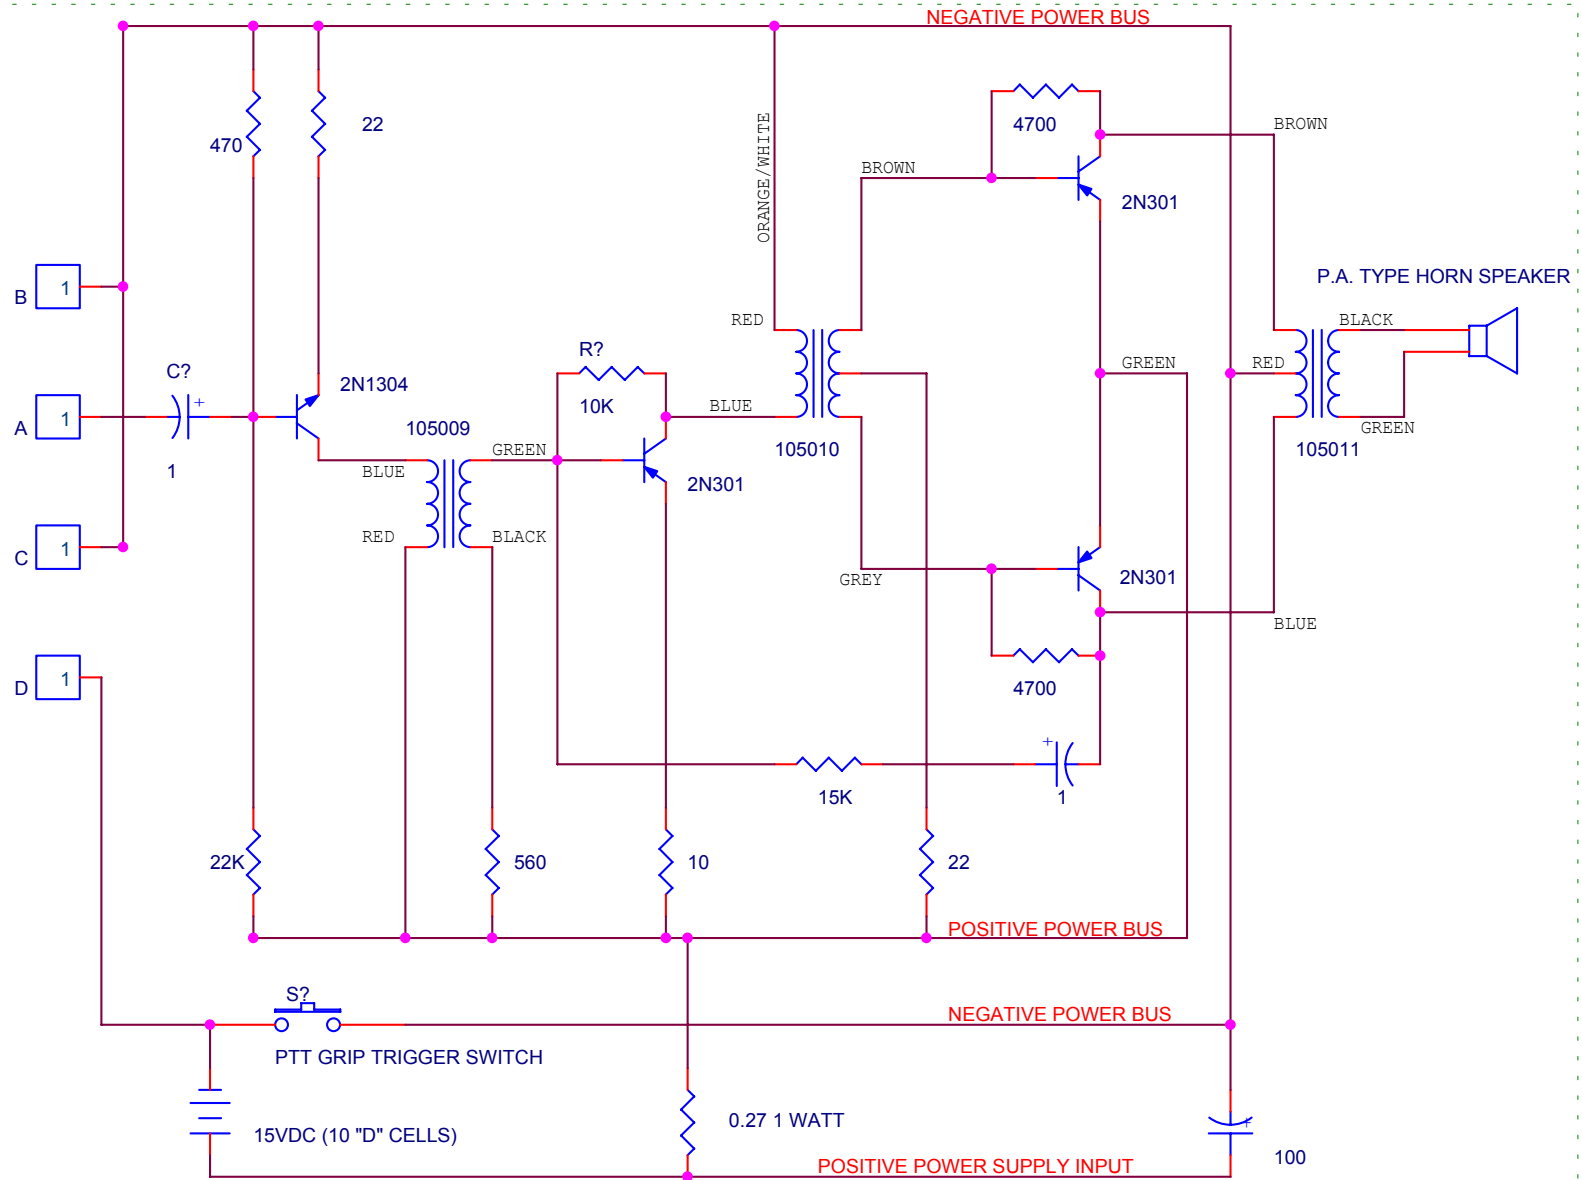 NEGATIVE POWER BUS
470
22
ORANGE/WHITE
4700
BROWN
BROWN
2N301
B 1
P.A. TYPE HORN SPEAKER
RED
BLACK
R?
C?
+
10K
2N1304
GREEN
RED
A 1
1
BLUE
105009
105010
105011
GREEN
GREEN
BLUE
2N301
RED
BLACK
C 1
GREY
2N301
BLUE
D 1
4700
+
15K
1
22K
560
10
22
POSITIVE POWER BUS
S?
NEGATIVE POWER BUS
PTT GRIP TRIGGER SWITCH
15VDC (10 "D" CELLS)
0.27 1 WATT
+
100
POSITIVE POWER SUPPLY INPUT